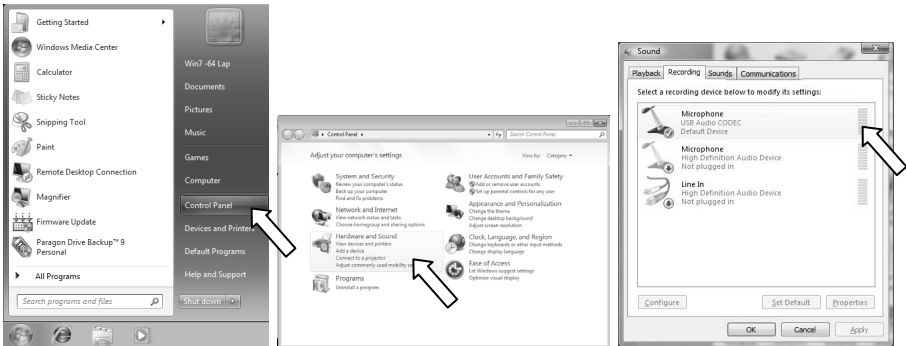 Getting Started
Windows Media Center
Calculator
Sticky Notes
Snipping Tool
Paint
Remote Desktop Connection
Magnifier
Firmware Update
Paragon Drive Backup™ 9
Personal
All Programs
Search programs and files
Win7 -64 Lap
Documents
Pictures
Music
Games
Computer
Control Panel
Devices and Printers
Default Programs
Help and Support
Shut down
Control Panel
Search Control Panel
Adjust your computer's settings
View by: Category
System and Security
Review your computer's status
Back up your computer
Find and fix problems
Network and Internet
View network status and tasks
Choose homegroup and sharing options
Hardware and Sound
View devices and printers
Add a device
Connect to a projector
Adjust commonly used mobility
Programs
Uninstall a program
User Accounts and Family Safety
Add or remove user accounts
Set up parental controls for any user
Appearance and Personalization
Change the theme
Change desktop background
Adjust screen resolution
Clock, Language, and Region
Change keyboards or other input methods
Change display language
Ease of Access
Let Windows suggest settings
Optimize visual display
Sound
Playback Recording Sounds Communications
Select a recording device below to modify its settings:
Microphone
USB Audio CODEC
Default Device
Microphone
High Definition Audio Device
Not plugged in
Line In
High Definition Audio Device
Not plugged in
Configure Set Default Properties
OK Cancel Apply